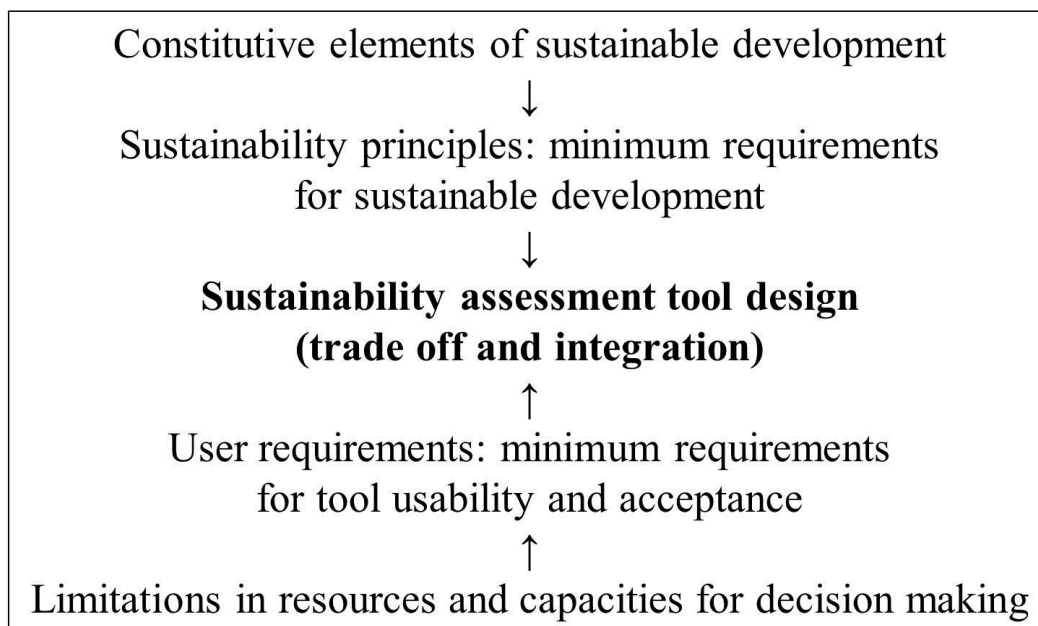 Constitutive elements of sustainable development
↓
Sustainability principles: minimum requirements
for sustainable development
↓
Sustainability assessment tool design
(trade off and integration)
↑
User requirements: minimum requirements
for tool usability and acceptance
↑
Limitations in resources and capacities for decision making